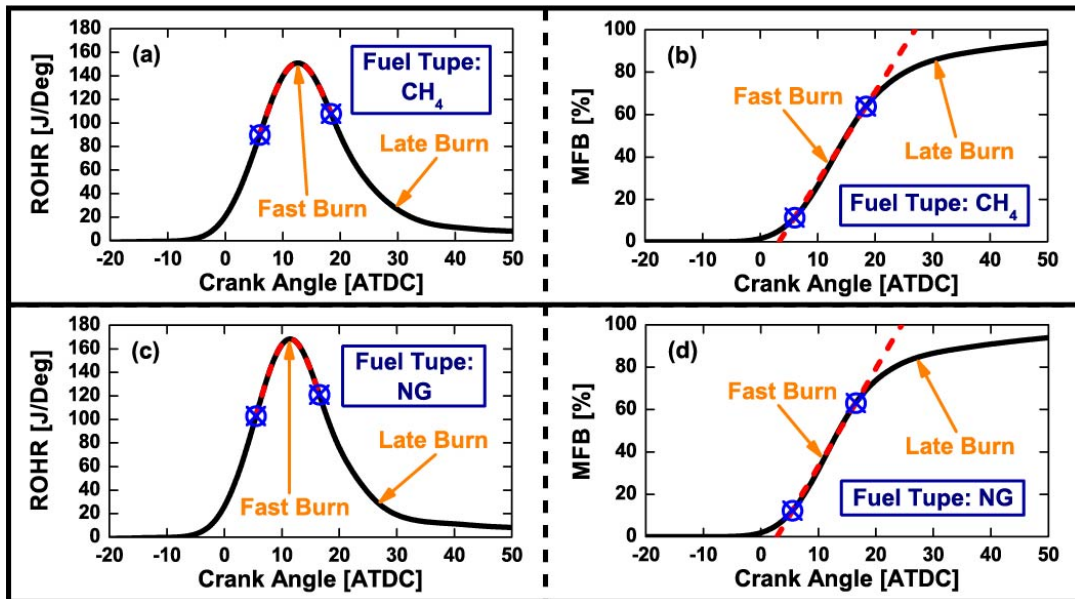 (a)
ROHR [J/Deg]
180
160
140
120
100
80
60
40
20
0
Fuel Tupe:
CH4
Late Burn
Fast Burn
-20 -10 0 10 20 30 40 50
Crank Angle [ATDC]
(b)
MFB [%]
100
80
60
40
20
0
Fast Burn
Late Burn
Fuel Tupe: CH4
-20 -10 0 10 20 30 40 50
Crank Angle [ATDC]
(c)
ROHR [J/Deg]
180
160
140
120
100
80
60
40
20
0
Fuel Tupe:
NG
Late Burn
Fast Burn
-20 -10 0 10 20 30 40 50
Crank Angle [ATDC]
(d)
MFB [%]
100
80
60
40
20
0
Fast Burn
Late Burn
Fuel Tupe: NG
-20 -10 0 10 20 30 40 50
Crank Angle [ATDC]